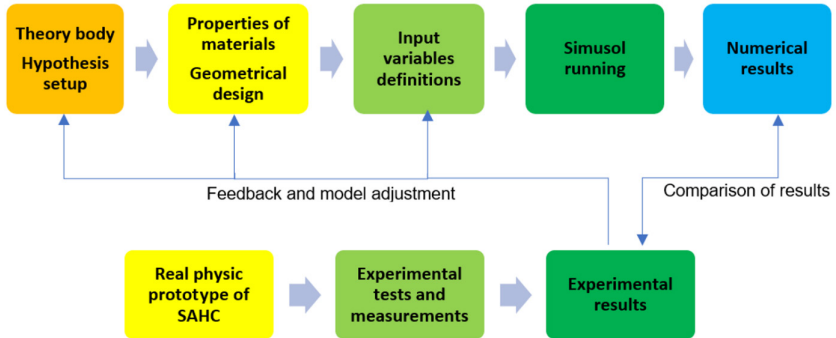 Theory body
Hypothesis
setup
Properties of
materials
Geometrical
design
Input
variables
definitions
Simusol
running
Numerical
results
Feedback and model adjustment
Comparison of results
Real physic
prototype of
SAHC
Experimental
tests and
measurements
Experimental
results